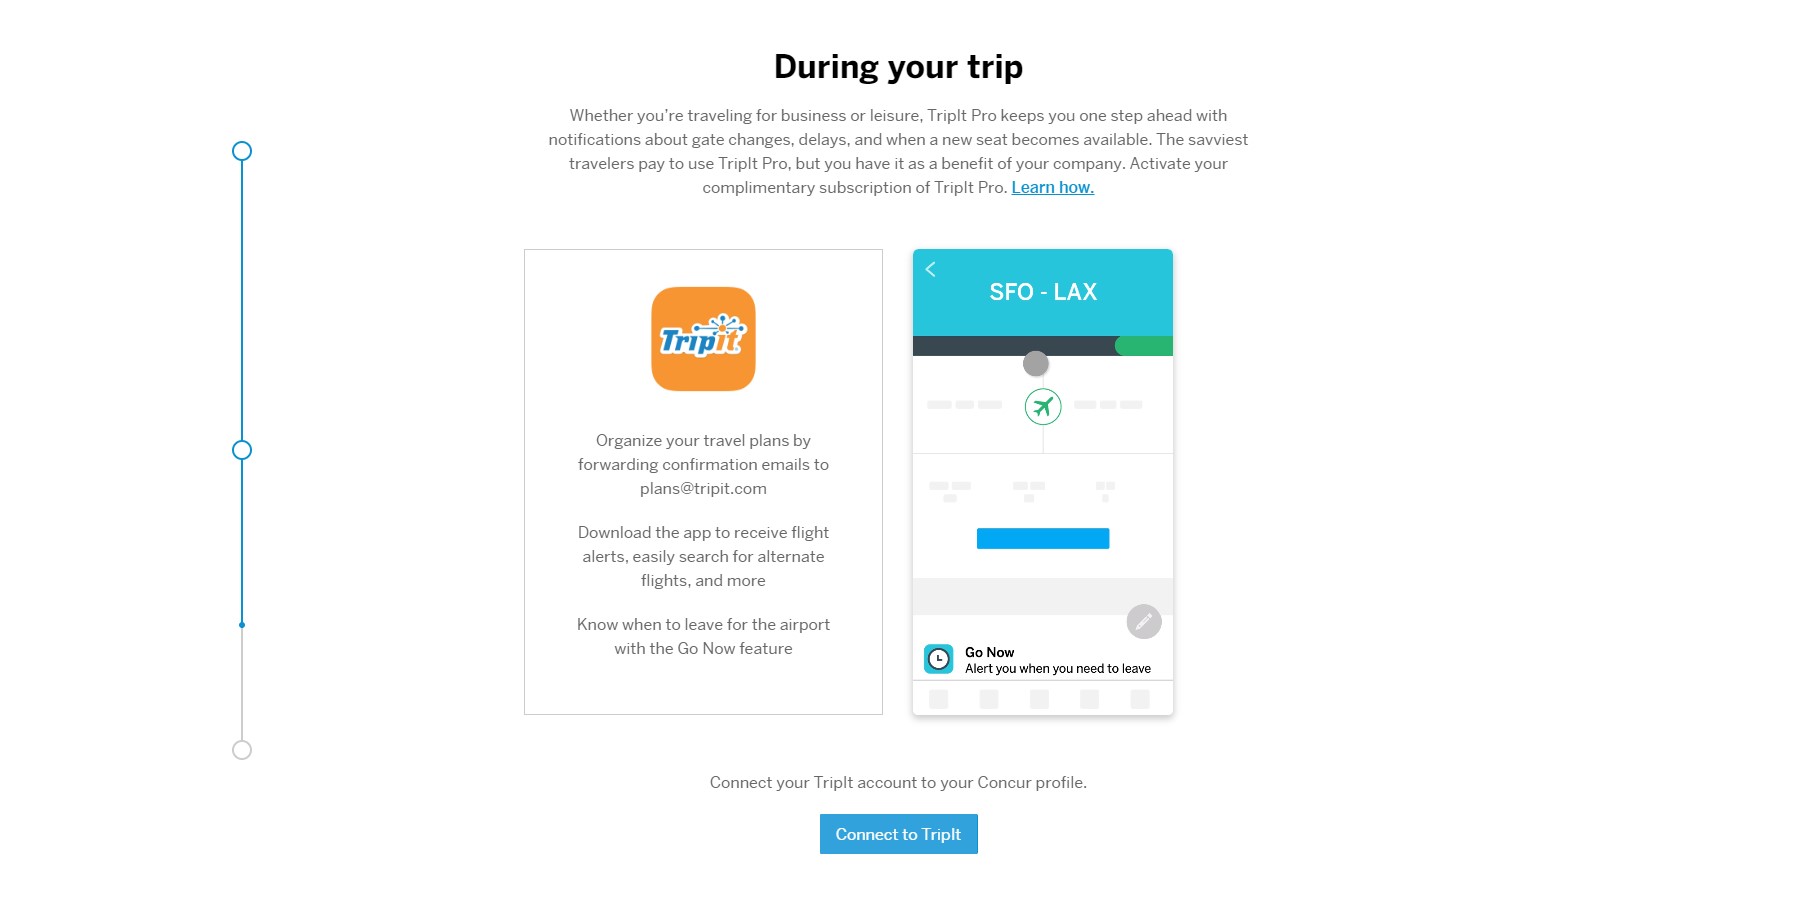 During your trip
Whether you’re traveling for business or leisure, TripIt Pro keeps you one step ahead with
notifications about gate changes, delays, and when a new seat becomes available. The savviest
travelers pay to use TripIt Pro, but you have it as a benefit of your company. Activate your
complimentary subscription of TripIt Pro. Learn how.
TripIt
Organize your travel plans by
forwarding confirmation emails to
plans@tripit.com
Download the app to receive flight
alerts, easily search for alternate
flights, and more
Know when to leave for the airport
with the Go Now feature
SFO - LAX
Go Now
Alert you when you need to leave
Connect your TripIt account to your Concur profile.
Connect to TripIt